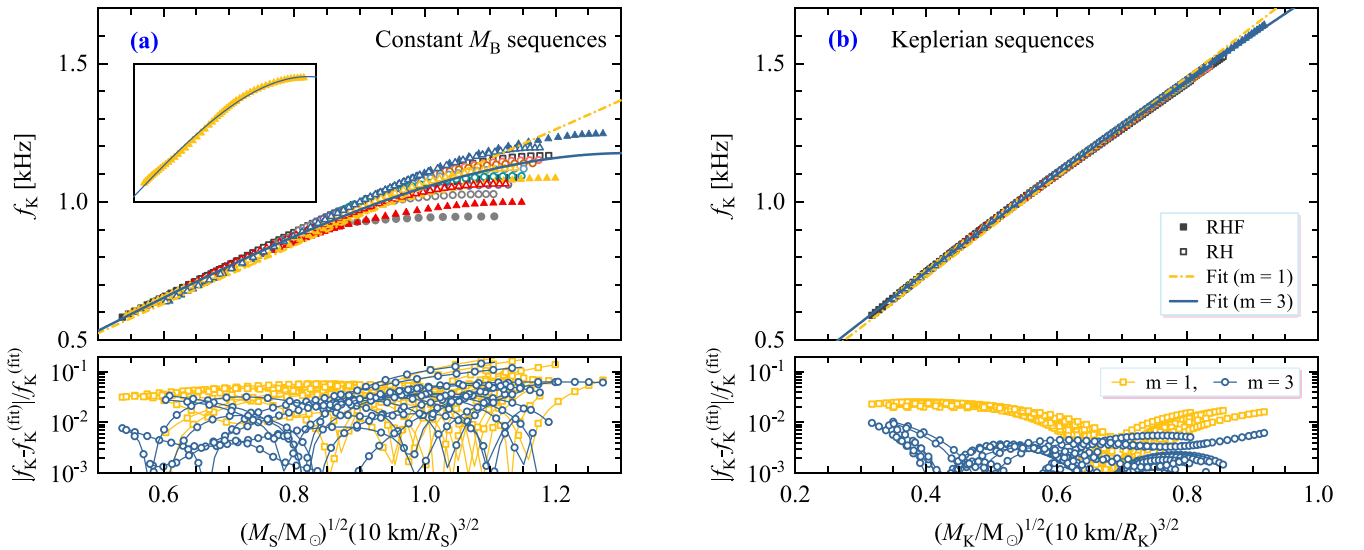 (a)
Constant M_B sequences
f_K [kHz]
1.5
1.0
0.5
|f_K-f_K^(fit)|/f_K^(fit)
10^-1
10^-2
10^-3
0.6 0.8 1.0 1.2
(M_S/M_☉)^1/2(10 km/R_S)^3/2
(b)
Keplerian sequences
f_K [kHz]
1.5
1.0
0.5
RHF
RH
Fit (m = 1)
Fit (m = 3)
|f_K-f_K^(fit)|/f_K^(fit)
10^-1
10^-2
10^-3
m = 1, m = 3
0.2 0.4 0.6 0.8 1.0
(M_K/M_☉)^1/2(10 km/R_K)^3/2